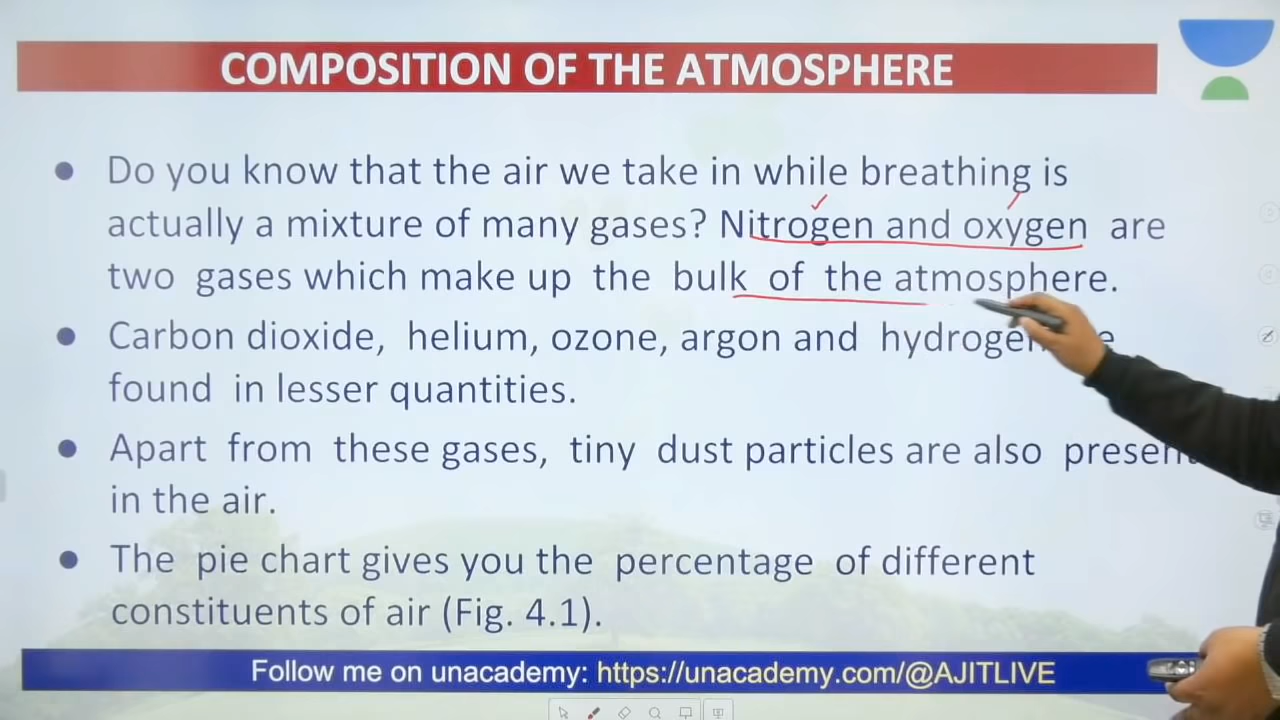 COMPOSITION OF THE ATMOSPHERE
● Do you know that the air we take in while breathing is
actually a mixture of many gases? Nitrogen and oxygen are
two gases which make up the bulk of the atmosphere.
● Carbon dioxide, helium, ozone, argon and hydrogen
found in lesser quantities.
● Apart from these gases, tiny dust particles are also present
in the air.
● The pie chart gives you the percentage of different
constituents of air (Fig. 4.1).
Follow me on unacademy: https://unacademy.com/@AJITLIVE